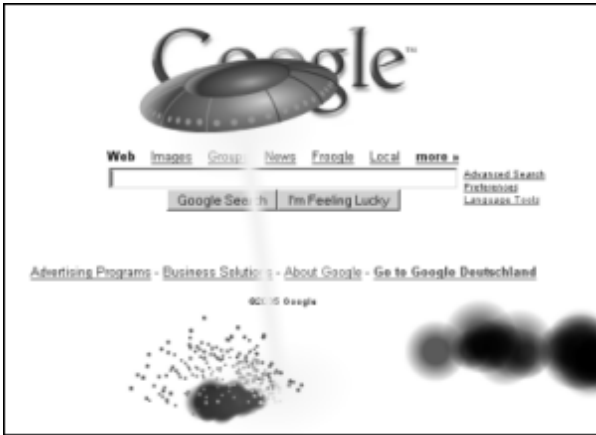 Google™
Web Images Groups News Froogle Local more »
Advanced Search
Preferences
Language Tools
Google Search I'm Feeling Lucky
Advertising Programs - Business Solutions - About Google - Go to Google Deutschland
©2005 Google